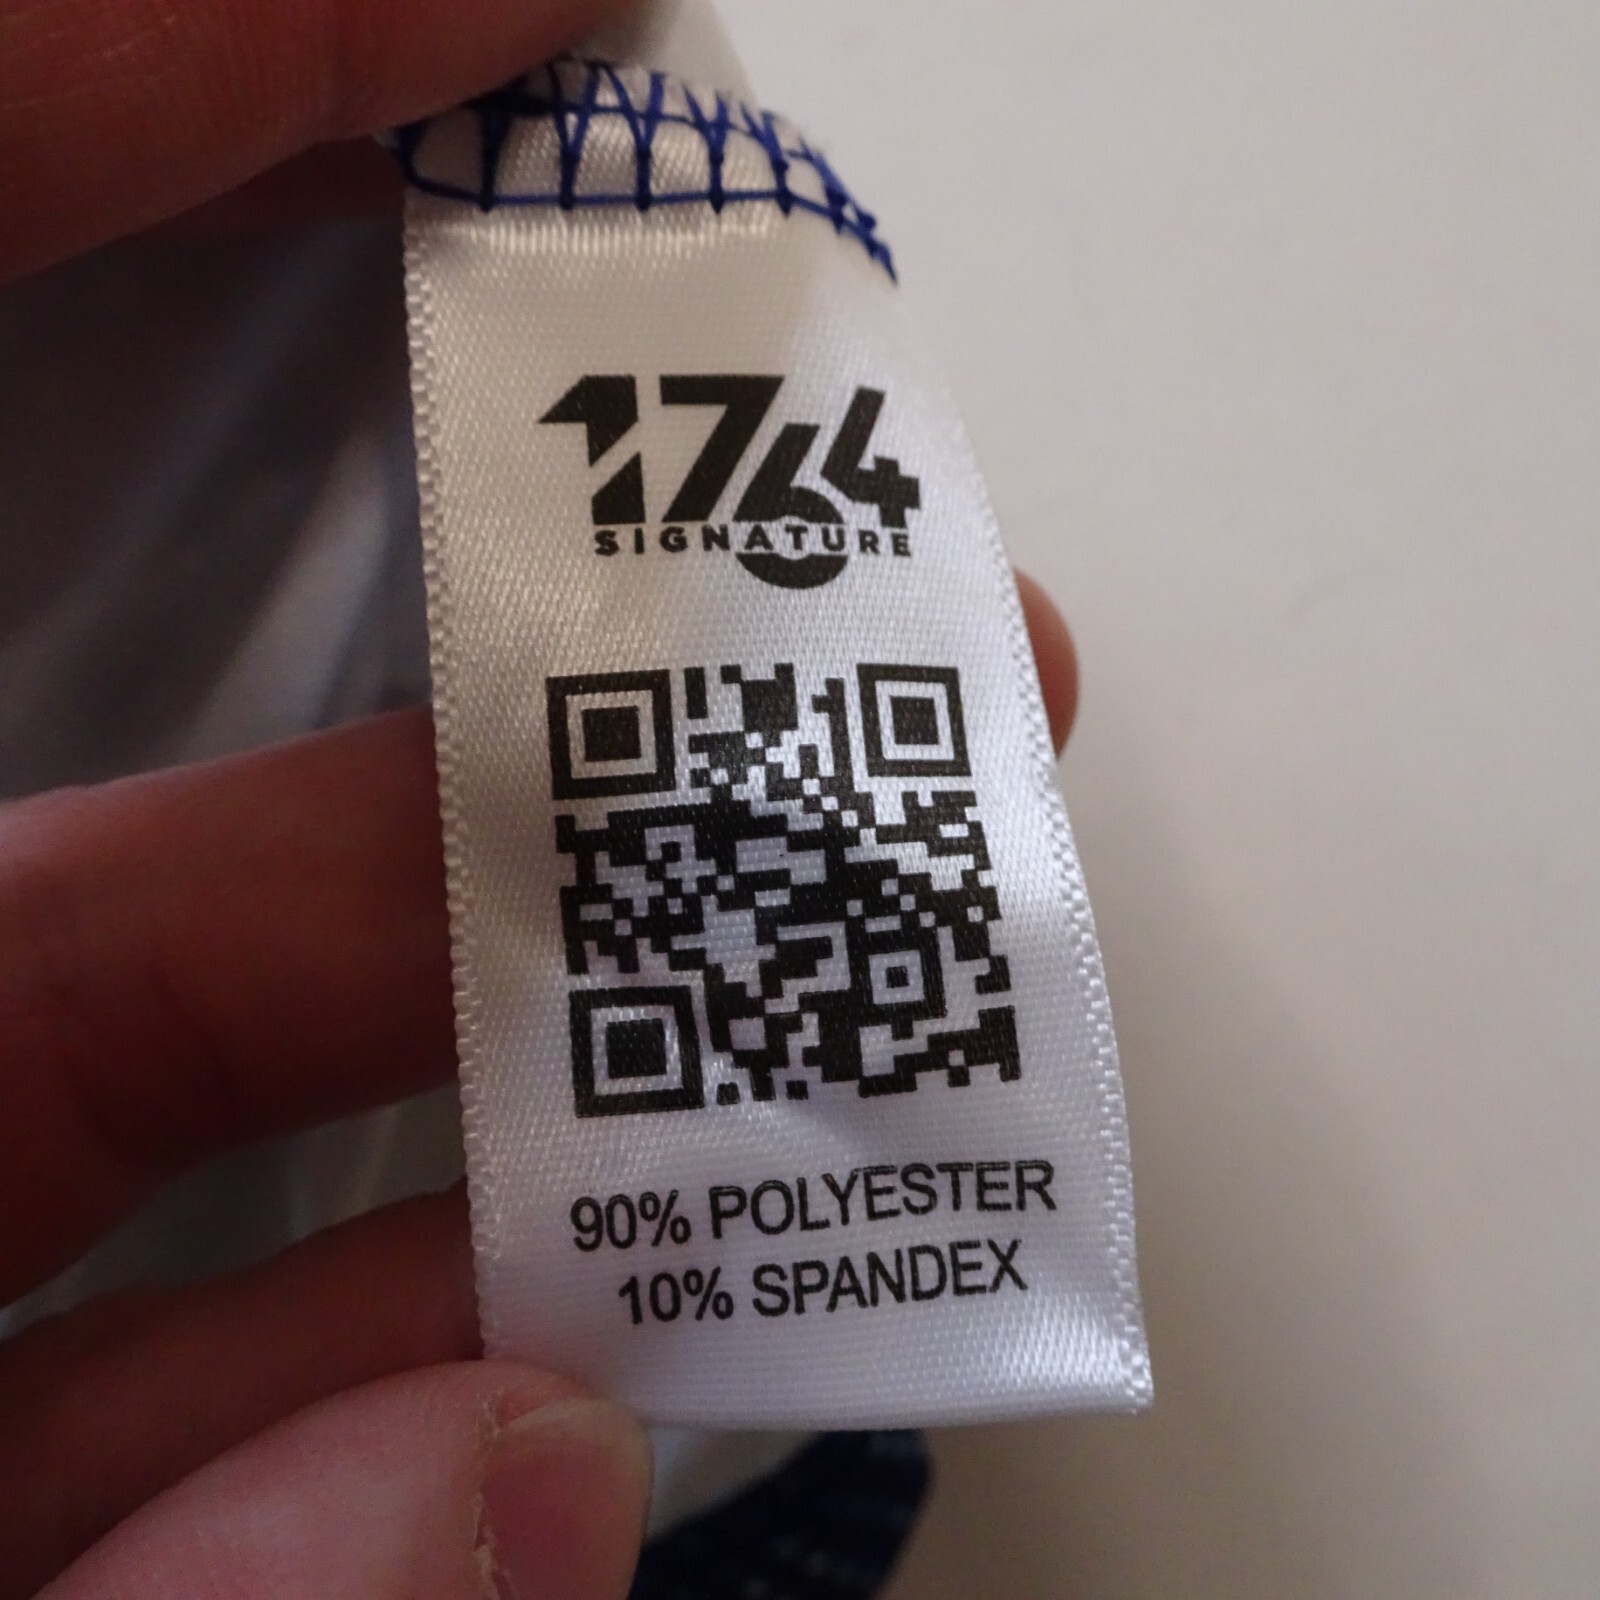 1764
SIGNATURE
90% POLYESTER
10% SPANDEX